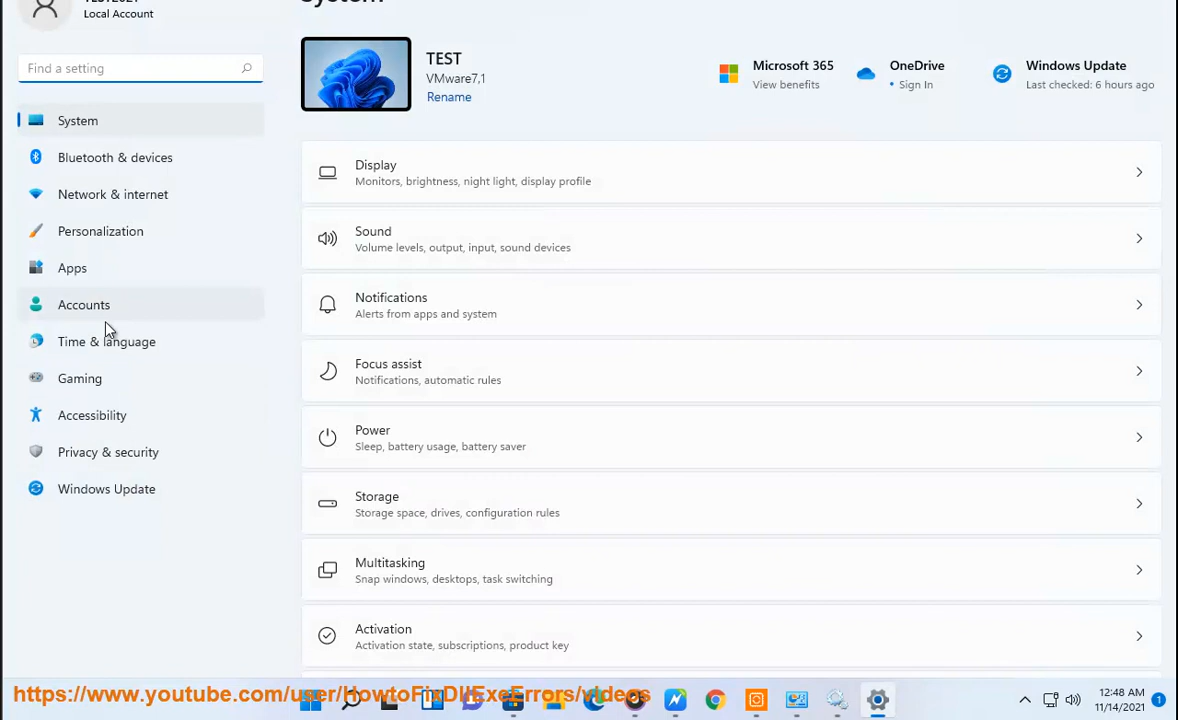 TEST2021
Local Account
System
Find a setting
System
Bluetooth & devices
Network & internet
Personalization
Apps
Accounts
Time & language
Gaming
Accessibility
Privacy & security
Windows Update
TEST
VMware7,1
Rename
Microsoft 365
View benefits
OneDrive
• Sign In
Windows Update
Last checked: 6 hours ago
Display
Monitors, brightness, night light, display profile
Sound
Volume levels, output, input, sound devices
Notifications
Alerts from apps and system
Focus assist
Notifications, automatic rules
Power
Sleep, battery usage, battery saver
Storage
Storage space, drives, configuration rules
Multitasking
Snap windows, desktops, task switching
Activation
Activation state, subscriptions, product key
https://www.youtube.com/user/HowtoFixDllExeErrors/videos
12:48 AM
11/14/2021
1